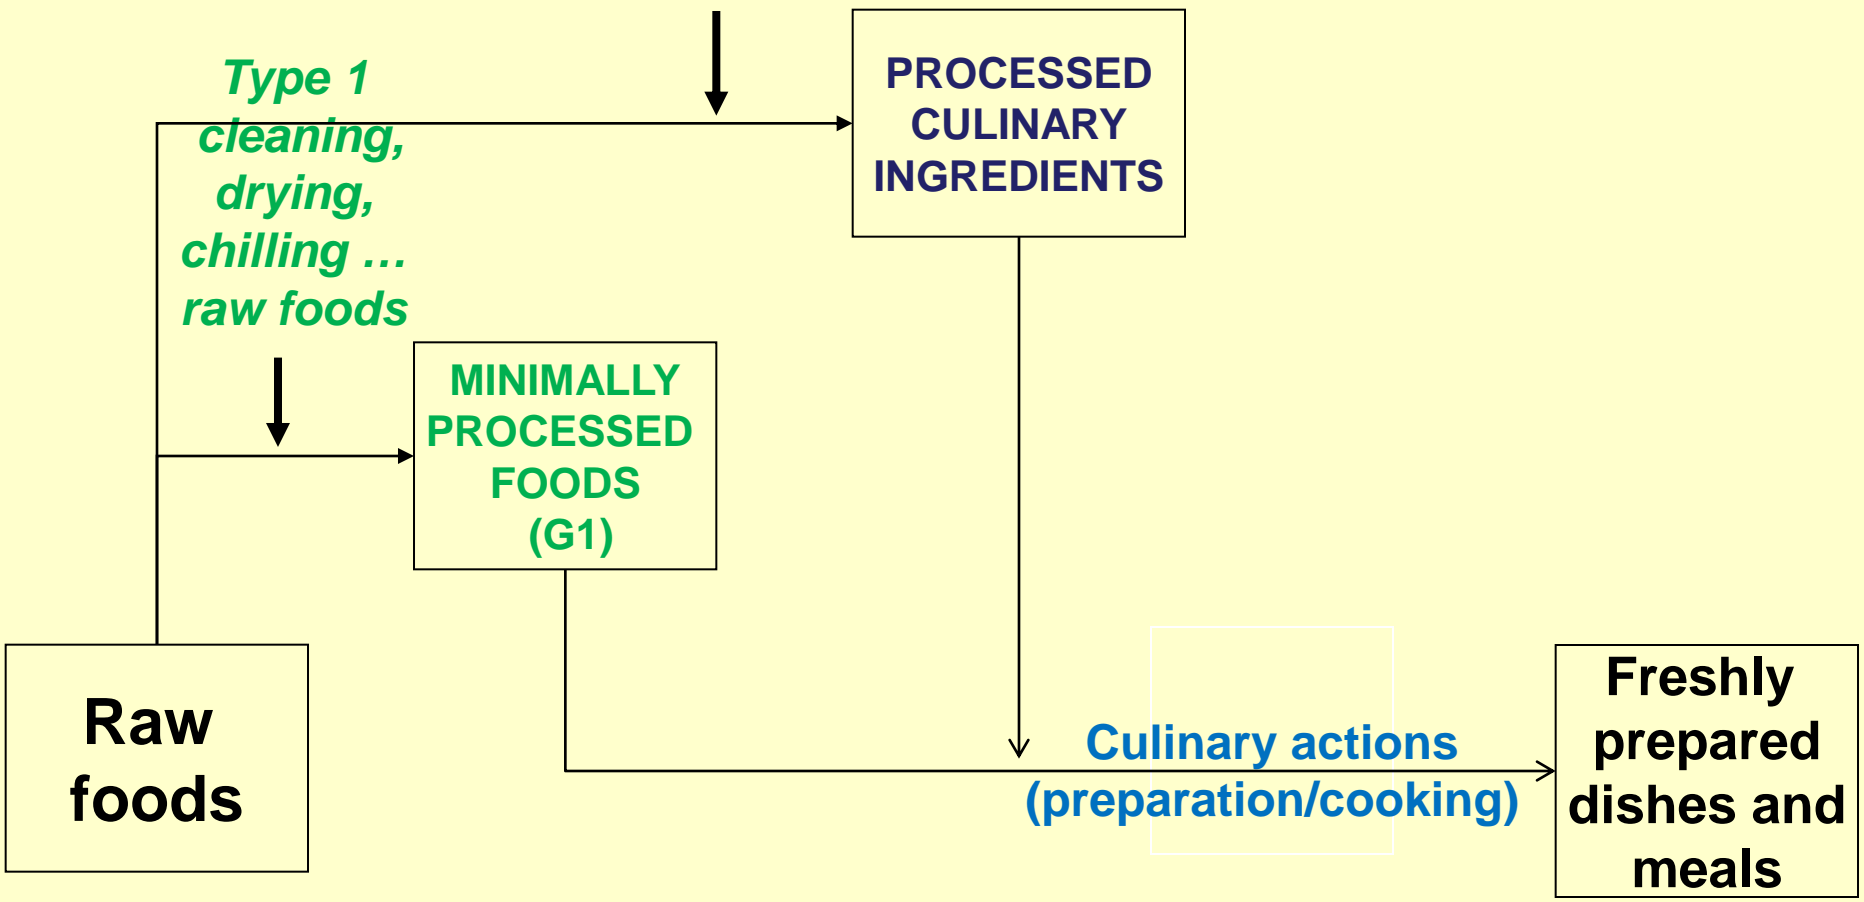 Type 1
cleaning,
drying,
chilling …
raw foods
PROCESSED
CULINARY
INGREDIENTS
MINIMALLY
PROCESSED
FOODS
(G1)
Raw
foods
Culinary actions
(preparation/cooking)
Freshly
prepared
dishes and
meals